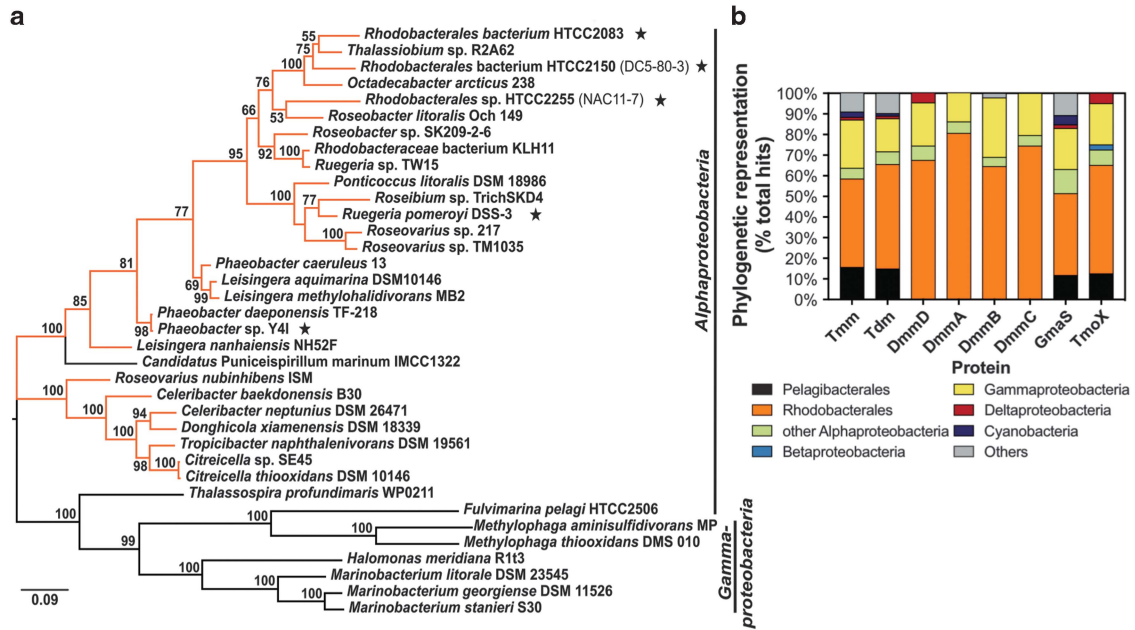 a
55
Rhodobacterales bacterium HTCC2083 ★
75
Thalassiobium sp. R2A62
100
Rhodobacterales bacterium HTCC2150 (DC5-80-3) ★
76
Octadecabacter arcticus 238
Rhodobacterales sp. HTCC2255 (NAC11-7) ★
66
53
Roseobacter litoralis Och 149
Roseobacter sp. SK209-2-6
95
92
100
Rhodobacteraceae bacterium KLH11
Ruegeria sp. TW15
Ponticoccus litoralis DSM 18986
100
77
Roseibium sp. TrichSKD4
Ruegeria pomeroyi DSS-3 ★
77
100
Roseovarius sp. 217
Roseovarius sp. TM1035
81
Phaeobacter caeruleus 13
69
Leisingera aquimarina DSM10146
99
Leisingera methylohalidivorans MB2
85
Phaeobacter daeponensis TF-218
100
98
Phaeobacter sp. Y4I ★
Leisingera nanhaiensis NH52F
Candidatus Puniceispirillum marinum IMCC1322
Roseovarius nubinhibens ISM
100
Celeribacter baekdonensis B30
100
94
Celeribacter neptunius DSM 26471
Donghicola xiamenensis DSM 18339
100
Tropicibacter naphthalenivorans DSM 19561
98
100
Citreicella sp. SE45
Citreicella thiooxidans DSM 10146
Thalassospira profundimaris WP0211
100
Fulvimarina pelagi HTCC2506
100
100
Methylophaga aminisulfidivorans MP
99
Methylophaga thiooxidans DMS 010
Halomonas meridiana R1t3
100
Marinobacterium litorale DSM 23545
100
Marinobacterium georgiense DSM 11526
100
Marinobacterium stanieri S30
0.09
Alphaproteobacteria
Gamma-
proteobacteria
b
Phylogenetic representation
(% total hits)
100%
90%
80%
70%
60%
50%
40%
30%
20%
10%
0%
Tmm
Tdm
DmmD
DmmA
DmmB
DmmC
GmaS
TmoX
Protein
Pelagibacterales
Rhodobacterales
other Alphaproteobacteria
Betaproteobacteria
Gammaproteobacteria
Deltaproteobacteria
Cyanobacteria
Others